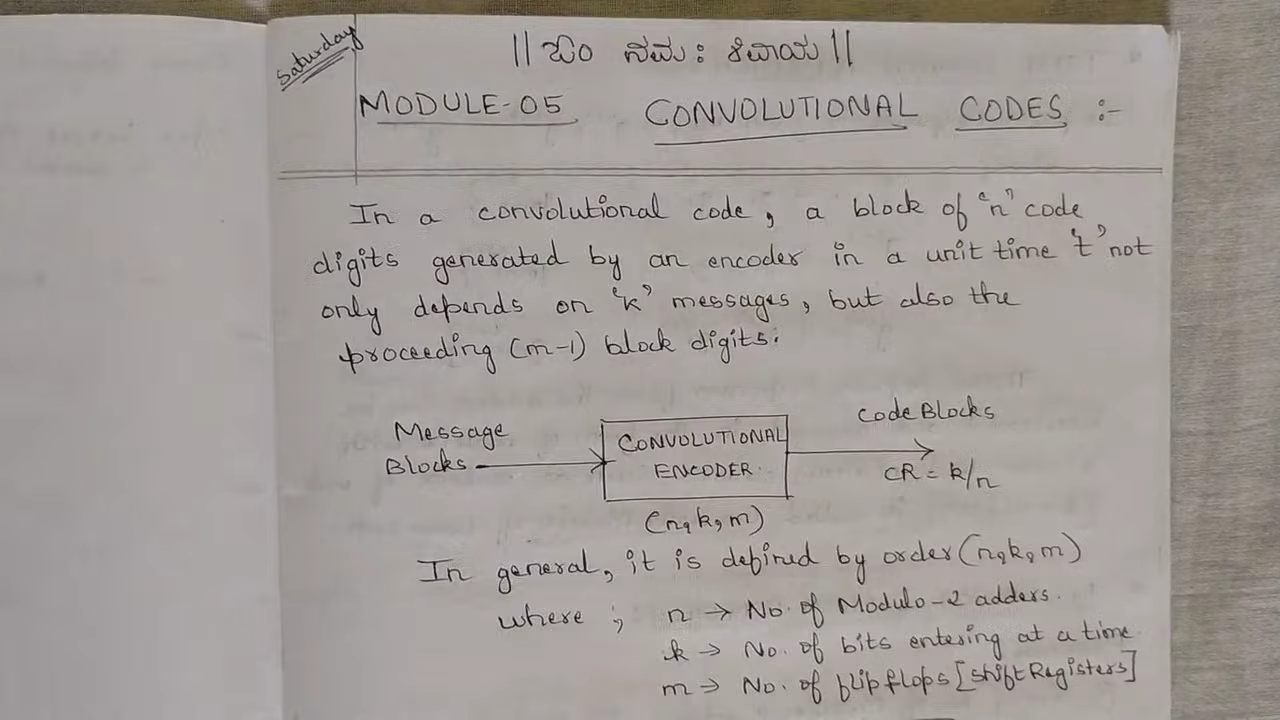 Saturday
|| ಓಂ ನಮಃ ಶಿವಾಯ ||
MODULE-05 CONVOLUTIONAL CODES :-
In a convolutional code, a block of 'n' code
digits generated by an encoder in a unit time 't' not
only depends on 'k' messages, but also the
proceeding (m-1) block digits.
Message
Blocks
CONVOLUTIONAL
ENCODER.
Code Blocks
CR = k/n
(n,k,m)
In general, it is defined by order (n,k,m)
where ; n → No. of Modulo-2 adders.
k → No. of bits entering at a time.
m → No. of flipflops [Shift Registers]